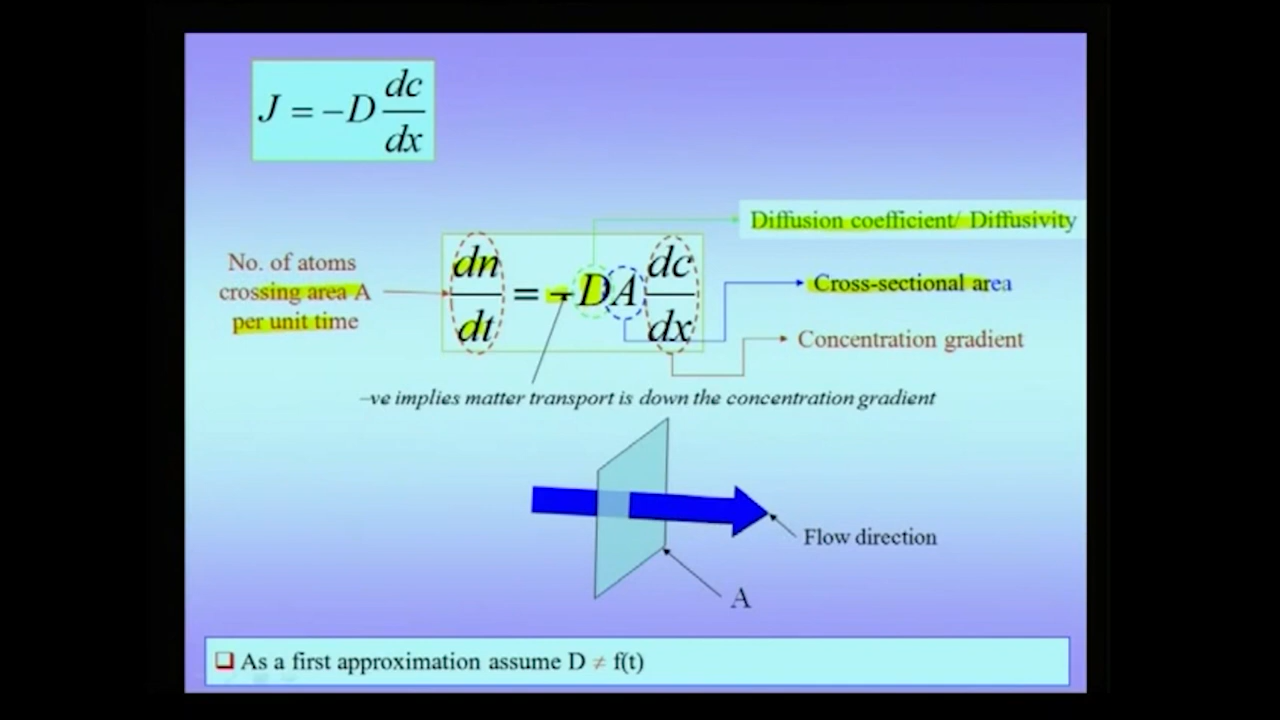 J = −D dc/dx
Diffusion coefficient/ Diffusivity
No. of atoms
crossing area A
per unit time
dn/dt = −DA dc/dx
Cross-sectional area
Concentration gradient
–ve implies matter transport is down the concentration gradient
Flow direction
A
❑ As a first approximation assume D ≠ f(t)